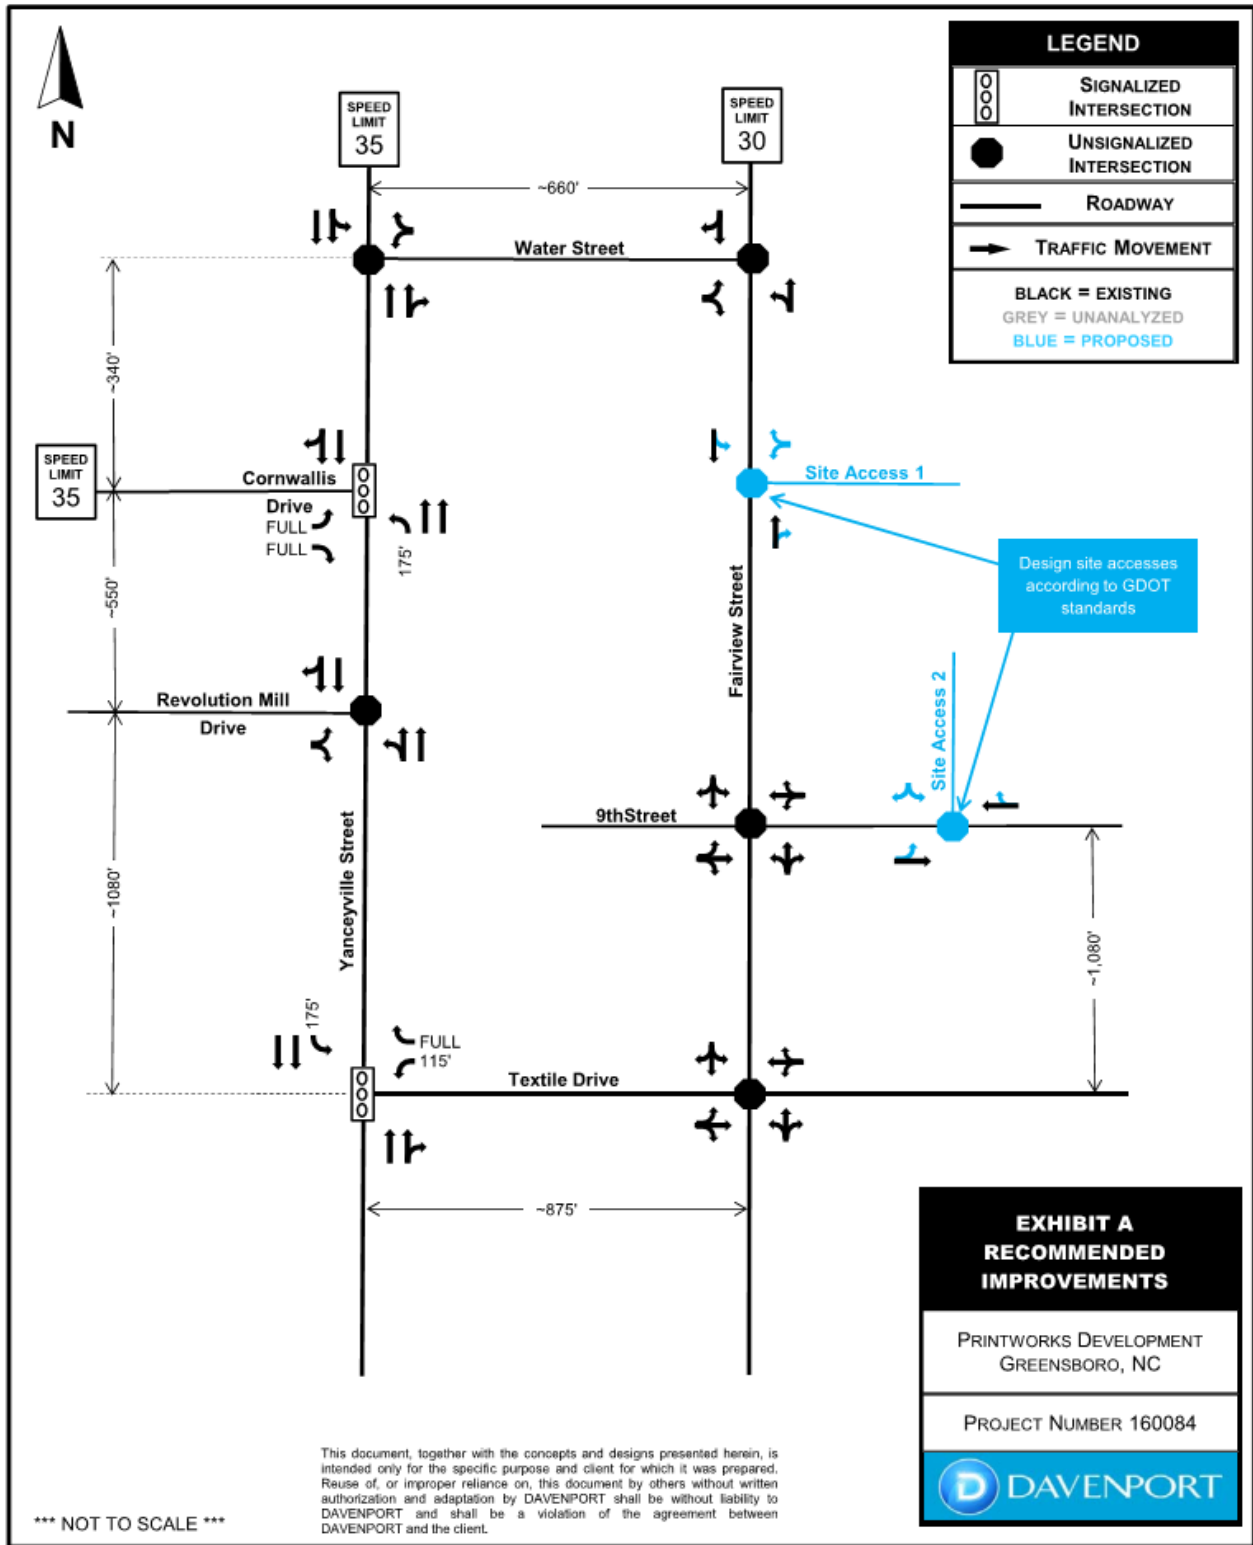 LEGEND
SIGNALIZED
INTERSECTION
UNSIGNALIZED
INTERSECTION
ROADWAY
TRAFFIC MOVEMENT
BLACK = EXISTING
GREY = UNANALYZED
BLUE = PROPOSED
N
SPEED
LIMIT
35
SPEED
LIMIT
30
~660'
Water Street
~340'
SPEED
LIMIT
35
Cornwallis
Drive
FULL
FULL
175'
Site Access 1
Design site accesses
according to GDOT
standards
~550'
Fairview Street
Revolution Mill
Drive
Site Access 2
9thStreet
~1080'
Yanceyville Street
~1,080'
175'
FULL
115'
Textile Drive
~875'
EXHIBIT A
RECOMMENDED
IMPROVEMENTS
PRINTWORKS DEVELOPMENT
GREENSBORO, NC
PROJECT NUMBER 160084
D DAVENPORT
This document, together with the concepts and designs presented herein, is
intended only for the specific purpose and client for which it was prepared.
Reuse of, or improper reliance on, this document by others without written
authorization and adaptation by DAVENPORT shall be without liability to
DAVENPORT and shall be a violation of the agreement between
DAVENPORT and the client.
*** NOT TO SCALE ***